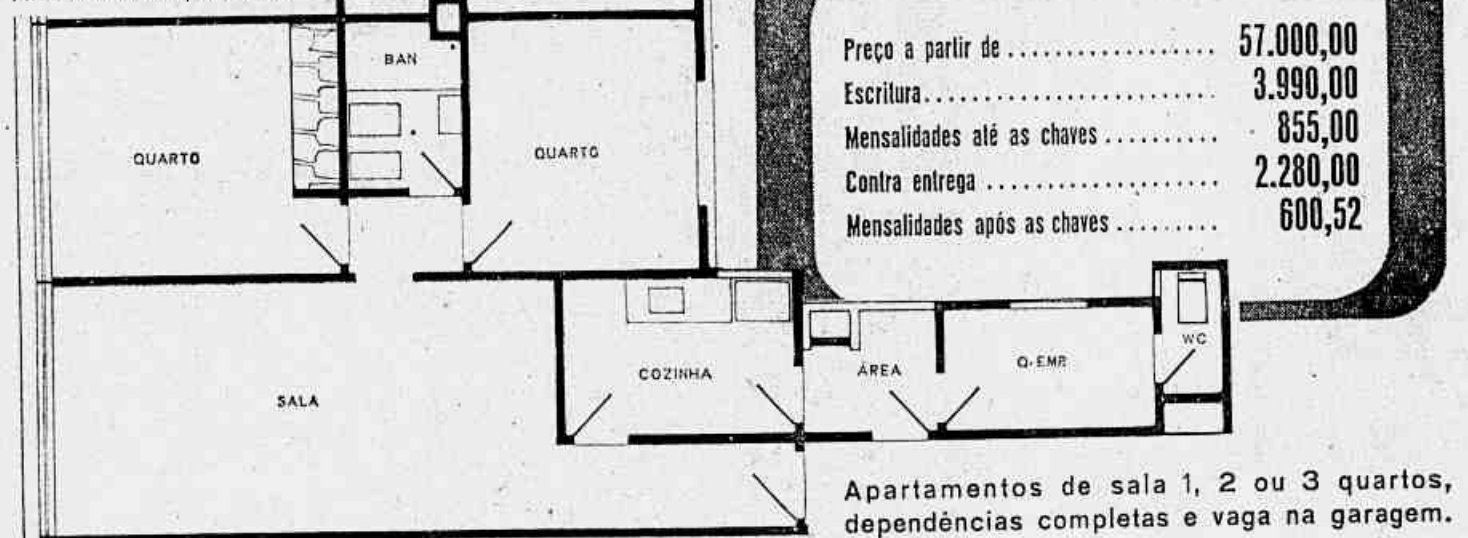 BAN
QUARTO
QUARTO
SALA
COZINHA
ÁREA
Q. EMP.
WC
Preço a partir de .................. 57.000,00
Escritura......................... 3.990,00
Mensalidades até as chaves .......... 855,00
Contra entrega .................... 2.280,00
Mensalidades após as chaves ......... 600,52
Apartamentos de sala 1, 2 ou 3 quartos,
dependências completas e vaga na garagem.